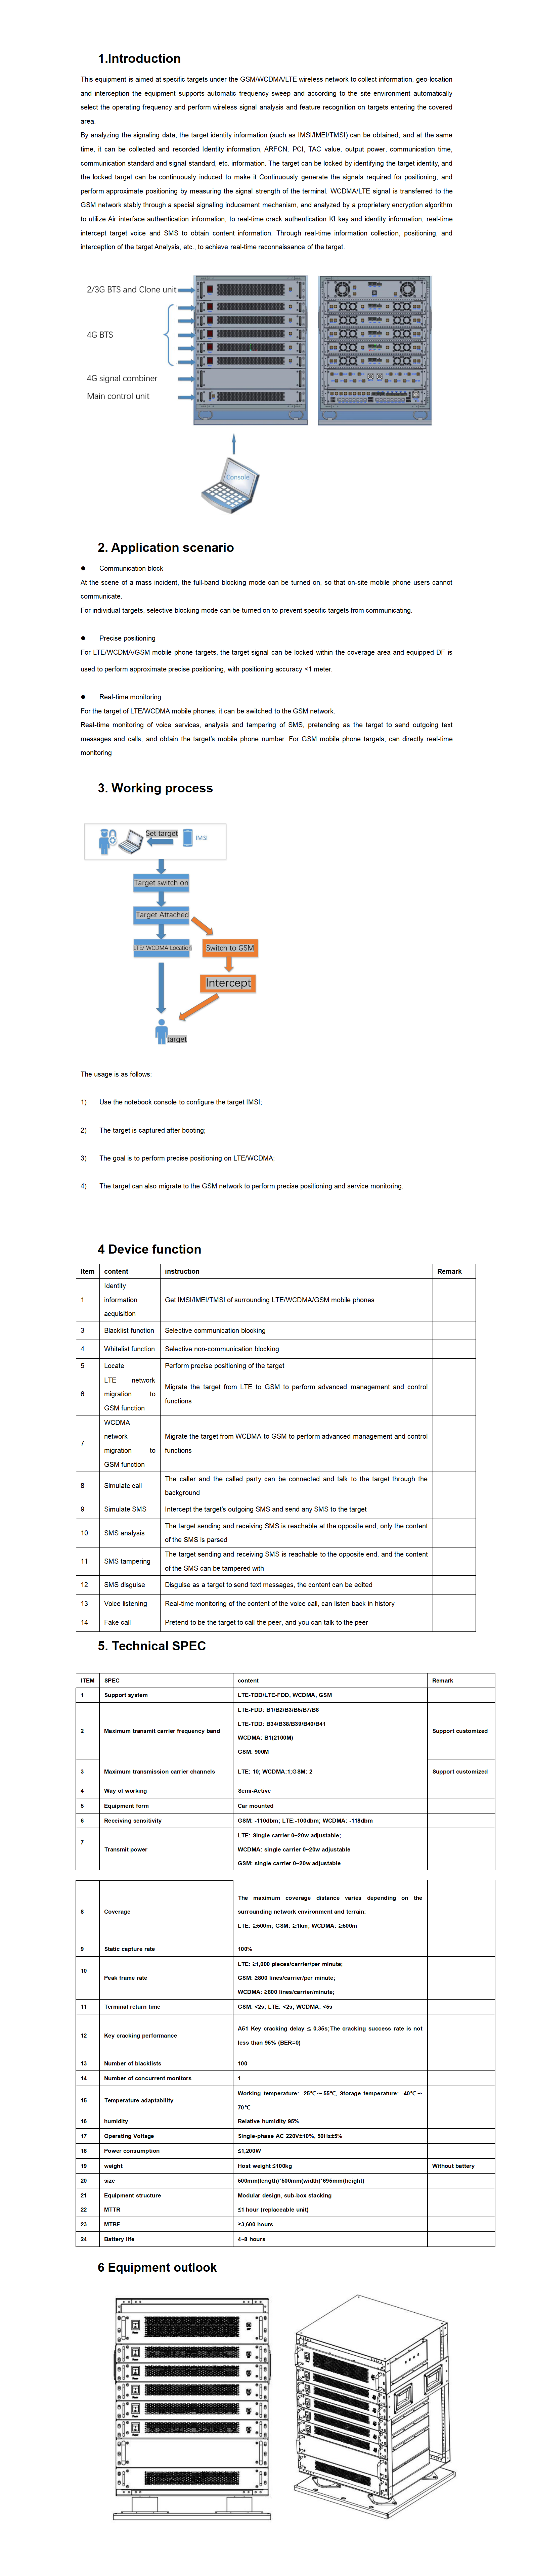 1.Introduction
This equipment is aimed at specific targets under the GSM/WCDMA/LTE wireless network to collect information, geo-location
and interception the equipment supports automatic frequency sweep and according to the site environment automatically
select the operating frequency and perform wireless signal analysis and feature recognition on targets entering the covered
area.
By analyzing the signaling data, the target identity information (such as IMSI/IMEI/TMSI) can be obtained, and at the same
time, it can be collected and recorded Identity information, ARFCN, PCI, TAC value, output power, communication time,
communication standard and signal standard, etc. information. The target can be locked by identifying the target identity, and
the locked target can be continuously induced to make it Continuously generate the signals required for positioning, and
perform approximate positioning by measuring the signal strength of the terminal. WCDMA/LTE signal is transferred to the
GSM network stably through a special signaling inducement mechanism, and analyzed by a proprietary encryption algorithm
to utilize Air interface authentication information, to real-time crack authentication KI key and identity information, real-time
intercept target voice and SMS to obtain content information. Through real-time information collection, positioning, and
interception of the target Analysis, etc., to achieve real-time reconnaissance of the target.
2/3G BTS and Clone unit
4G BTS
4G signal combiner
Main control unit
Console
2. Application scenario
● Communication block
At the scene of a mass incident, the full-band blocking mode can be turned on, so that on-site mobile phone users cannot
communicate.
For individual targets, selective blocking mode can be turned on to prevent specific targets from communicating.
● Precise positioning
For LTE/WCDMA/GSM mobile phone targets, the target signal can be locked within the coverage area and equipped DF is
used to perform approximate precise positioning, with positioning accuracy <1 meter.
● Real-time monitoring
For the target of LTE/WCDMA mobile phones, it can be switched to the GSM network.
Real-time monitoring of voice services, analysis and tampering of SMS, pretending as the target to send outgoing text
messages and calls, and obtain the target's mobile phone number. For GSM mobile phone targets, can directly real-time
monitoring
3. Working process
Set target
IMSI
Target switch on
Target Attached
LTE/ WCDMA Location
Switch to GSM
Intercept
target
The usage is as follows:
1) Use the notebook console to configure the target IMSI;
2) The target is captured after booting;
3) The goal is to perform precise positioning on LTE/WCDMA;
4) The target can also migrate to the GSM network to perform precise positioning and service monitoring.
4 Device function
Item content instruction Remark
1 Identity information acquisition Get IMSI/IMEI/TMSI of surrounding LTE/WCDMA/GSM mobile phones
3 Blacklist function Selective communication blocking
4 Whitelist function Selective non-communication blocking
5 Locate Perform precise positioning of the target
6 LTE network migration to GSM function Migrate the target from LTE to GSM to perform advanced management and control functions
7 WCDMA network migration to GSM function Migrate the target from WCDMA to GSM to perform advanced management and control functions
8 Simulate call The caller and the called party can be connected and talk to the target through the background
9 Simulate SMS Intercept the target's outgoing SMS and send any SMS to the target
10 SMS analysis The target sending and receiving SMS is reachable at the opposite end, only the content of the SMS is parsed
11 SMS tampering The target sending and receiving SMS is reachable to the opposite end, and the content of the SMS can be tampered with
12 SMS disguise Disguise as a target to send text messages, the content can be edited
13 Voice listening Real-time monitoring of the content of the voice call, can listen back in history
14 Fake call Pretend to be the target to call the peer, and you can talk to the peer
5. Technical SPEC
ITEM SPEC content Remark
1 Support system LTE-TDD/LTE-FDD, WCDMA, GSM
2 Maximum transmit carrier frequency band LTE-FDD: B1/B2/B3/B5/B7/B8
LTE-TDD: B34/B38/B39/B40/B41
WCDMA: B1(2100M)
GSM: 900M
Support customized
3 Maximum transmission carrier channels LTE: 10; WCDMA:1;GSM: 2 Support customized
4 Way of working Semi-Active
5 Equipment form Car mounted
6 Receiving sensitivity GSM: -110dbm; LTE:-100dbm; WCDMA: -118dbm
7 Transmit power LTE: Single carrier 0~20w adjustable;
WCDMA: single carrier 0~20w adjustable
GSM: single carrier 0~20w adjustable
8 Coverage The maximum coverage distance varies depending on the
surrounding network environment and terrain:
LTE: ≥500m; GSM: ≥1km; WCDMA: ≥500m
9 Static capture rate 100%
10 Peak frame rate LTE: ≥1,000 pieces/carrier/per minute;
GSM: ≥800 lines/carrier/per minute;
WCDMA: ≥800 lines/carrier/minute;
11 Terminal return time GSM: <2s; LTE: <2s; WCDMA: <5s
12 Key cracking performance A51 Key cracking delay ≤ 0.35s;The cracking success rate is not
less than 95% (BER=0)
13 Number of blacklists 100
14 Number of concurrent monitors 1
15 Temperature adaptability Working temperature: -25℃～55℃, Storage temperature: -40℃～
70℃
16 humidity Relative humidity 95%
17 Operating Voltage Single-phase AC 220V±10%, 50Hz±5%
18 Power consumption ≤1,200W
19 weight Host weight ≤100kg Without battery
20 size 500mm(length)*500mm(width)*695mm(height)
21 Equipment structure Modular design, sub-box stacking
22 MTTR ≤1 hour (replaceable unit)
23 MTBF ≥3,600 hours
24 Battery life 4~8 hours
6 Equipment outlook